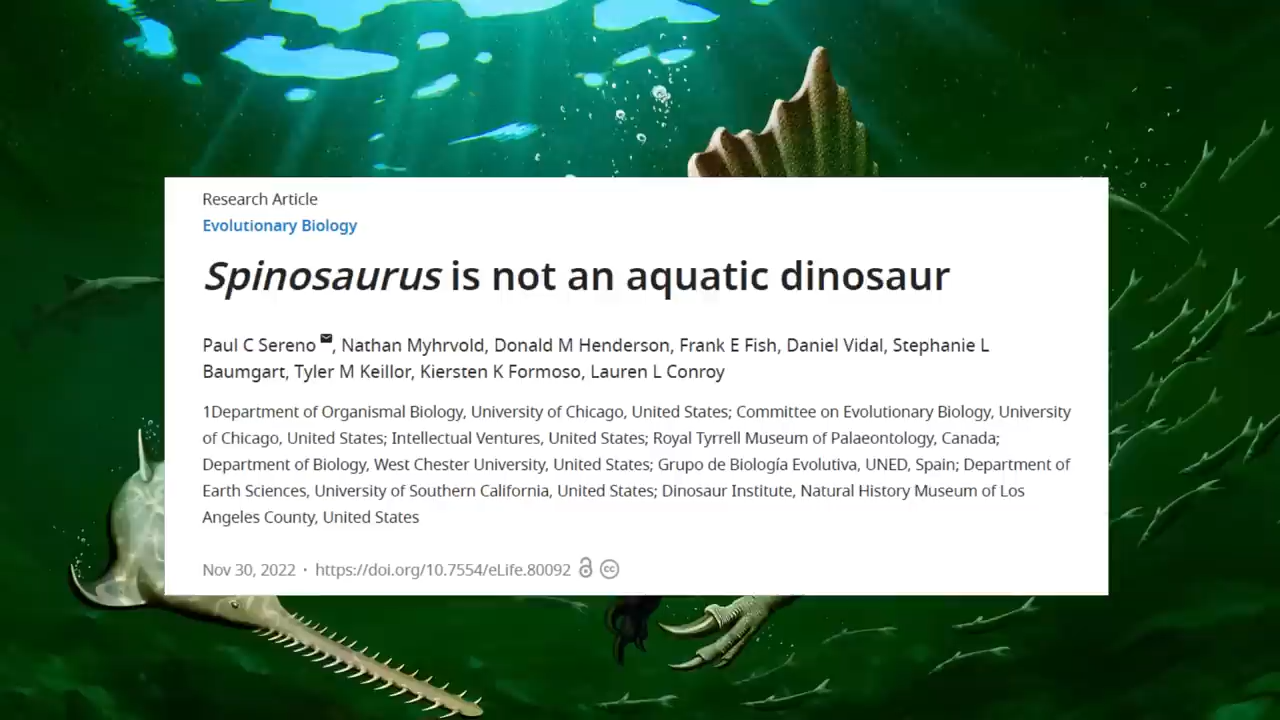 Research Article
Evolutionary Biology
Spinosaurus is not an aquatic dinosaur
Paul C Sereno, Nathan Myhrvold, Donald M Henderson, Frank E Fish, Daniel Vidal, Stephanie L
Baumgart, Tyler M Keillor, Kiersten K Formoso, Lauren L Conroy
1Department of Organismal Biology, University of Chicago, United States; Committee on Evolutionary Biology, University
of Chicago, United States; Intellectual Ventures, United States; Royal Tyrrell Museum of Palaeontology, Canada;
Department of Biology, West Chester University, United States; Grupo de Biología Evolutiva, UNED, Spain; Department of
Earth Sciences, University of Southern California, United States; Dinosaur Institute, Natural History Museum of Los
Angeles County, United States
Nov 30, 2022 · https://doi.org/10.7554/eLife.80092 cc